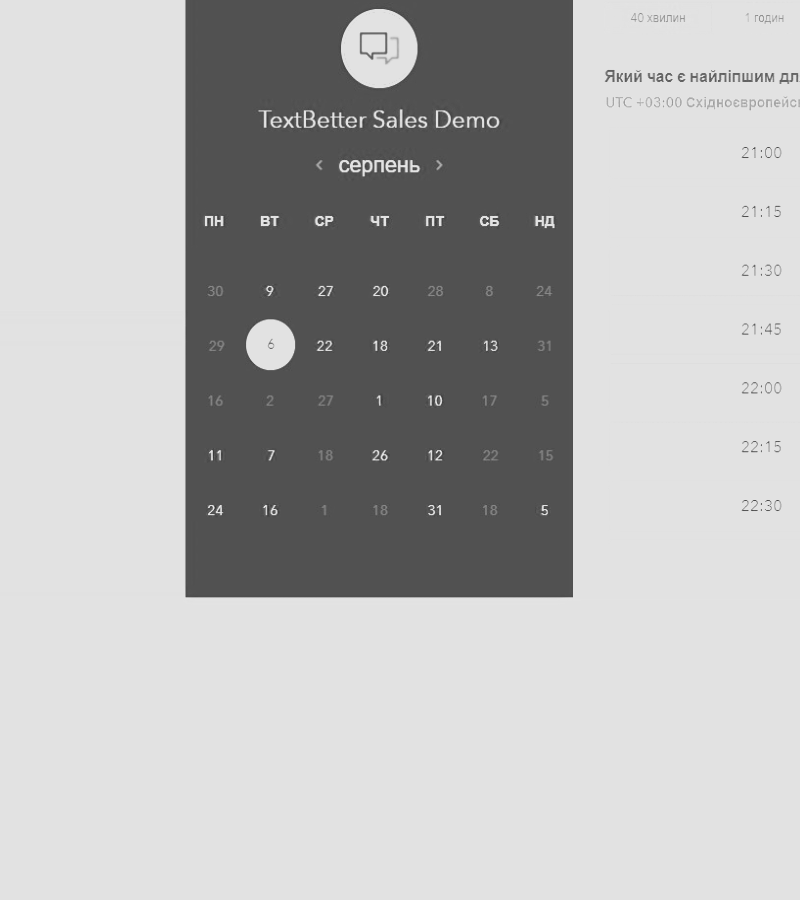 TextBetter Sales Demo
серпень
ПН ВТ СР ЧТ ПТ СБ НД
30 9 27 20 28 8 24
29 6 22 18 21 13 31
16 2 27 1 10 17 5
11 7 18 26 12 22 15
24 16 1 18 31 18 5
40 хвилин 1 годин
Який час є найліпшим дл
UTC +03:00 Східноєвропейсь
21:00
21:15
21:30
21:45
22:00
22:15
22:30